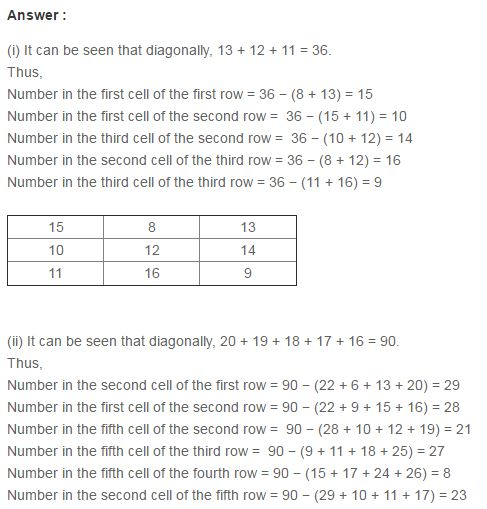 Answer :
(i) It can be seen that diagonally, 13 + 12 + 11 = 36.
Thus,
Number in the first cell of the first row = 36 − (8 + 13) = 15
Number in the first cell of the second row =  36 − (15 + 11) = 10
Number in the third cell of the second row =  36 − (10 + 12) = 14
Number in the second cell of the third row = 36 − (8 + 12) = 16
Number in the third cell of the third row = 36 − (11 + 16) = 9
15 8 13
10 12 14
11 16 9
(ii) It can be seen that diagonally, 20 + 19 + 18 + 17 + 16 = 90.
Thus,
Number in the second cell of the first row = 90 − (22 + 6 + 13 + 20) = 29
Number in the first cell of the second row = 90 − (22 + 9 + 15 + 16) = 28
Number in the fifth cell of the second row =  90 − (28 + 10 + 12 + 19) = 21
Number in the fifth cell of the third row =  90 − (9 + 11 + 18 + 25) = 27
Number in the fifth cell of the fourth row = 90 − (15 + 17 + 24 + 26) = 8
Number in the second cell of the fifth row = 90 − (29 + 10 + 11 + 17) = 23